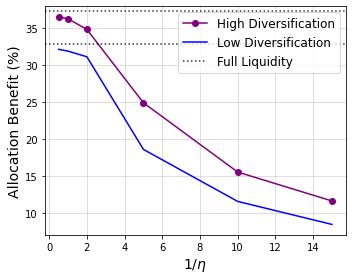 High Diversification
Low Diversification
Full Liquidity
Allocation Benefit (%)
35
30
25
20
15
10
0 2 4 6 8 10 12 14
1/η